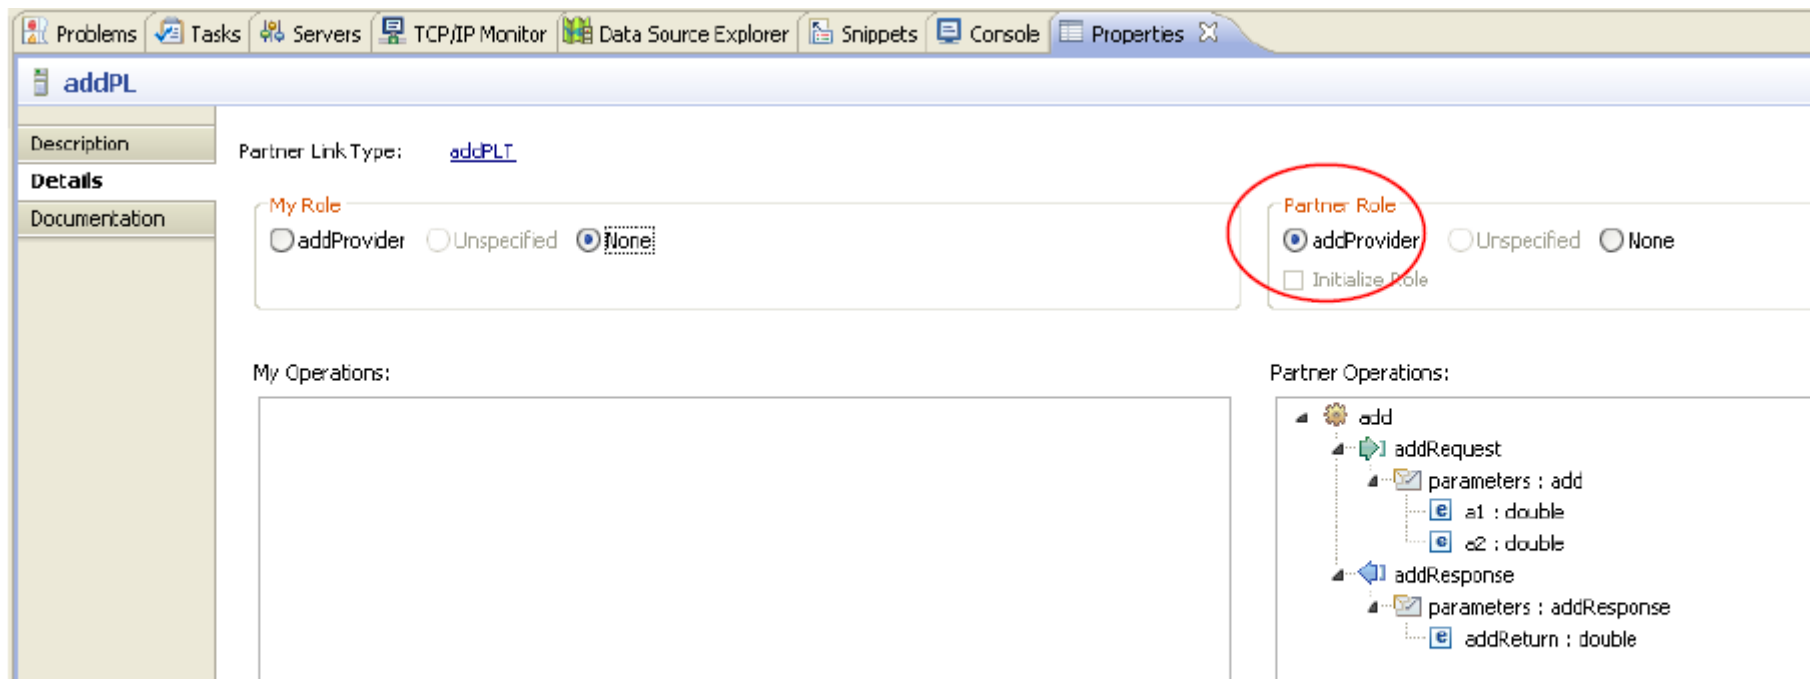 Problems Tasks Servers TCP/IP Monitor Data Source Explorer Snippets Console Properties
addPL
Description
Details
Documentation
Partner Link Type: addPLT
My Role
addProvider Unspecified None
Partner Role
addProvider Unspecified None
Initialize Role
My Operations:
Partner Operations:
add
addRequest
parameters : add
a1 : double
a2 : double
addResponse
parameters : addResponse
addReturn : double